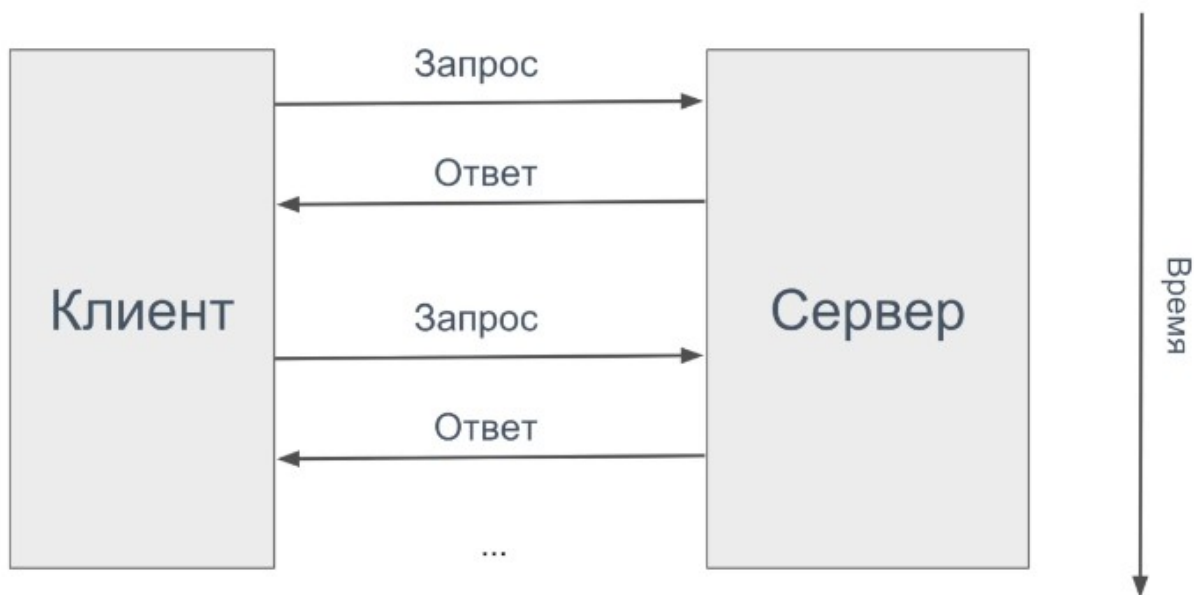 Запрос
Ответ
Клиент
Сервер
Запрос
Ответ
...
Время